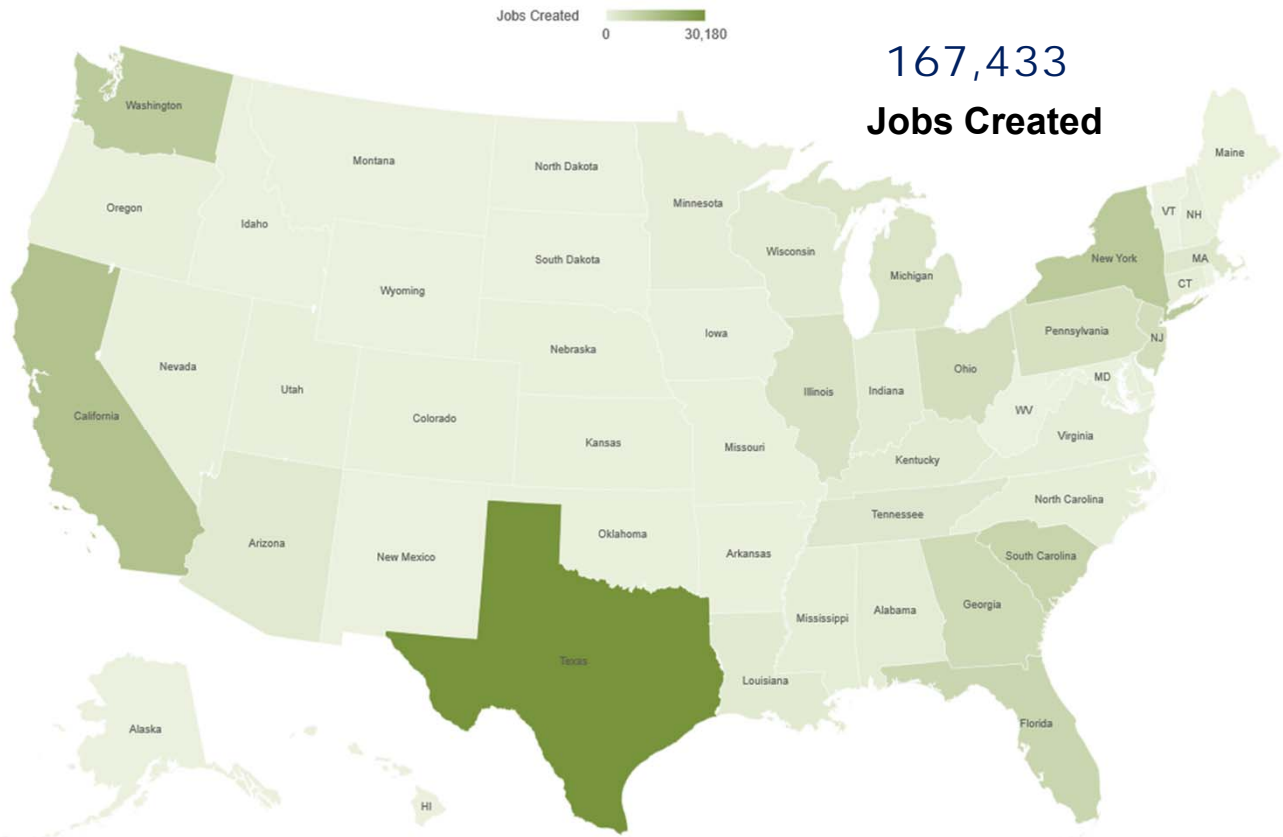 Jobs Created
0 30,180
167,433
Jobs Created
Washington
Montana
North Dakota
Minnesota
Maine
Oregon
Idaho
VT
NH
South Dakota
Wisconsin
New York
MA
Michigan
CT
Wyoming
Pennsylvania
Iowa
NJ
Nebraska
Nevada
Ohio
MD
Utah
Illinois
Indiana
California
Colorado
WV
Kansas
Missouri
Virginia
Kentucky
North Carolina
Tennessee
Oklahoma
Arizona
New Mexico
Arkansas
South Carolina
Georgia
Mississippi
Alabama
Texas
Louisiana
Florida
Alaska
HI